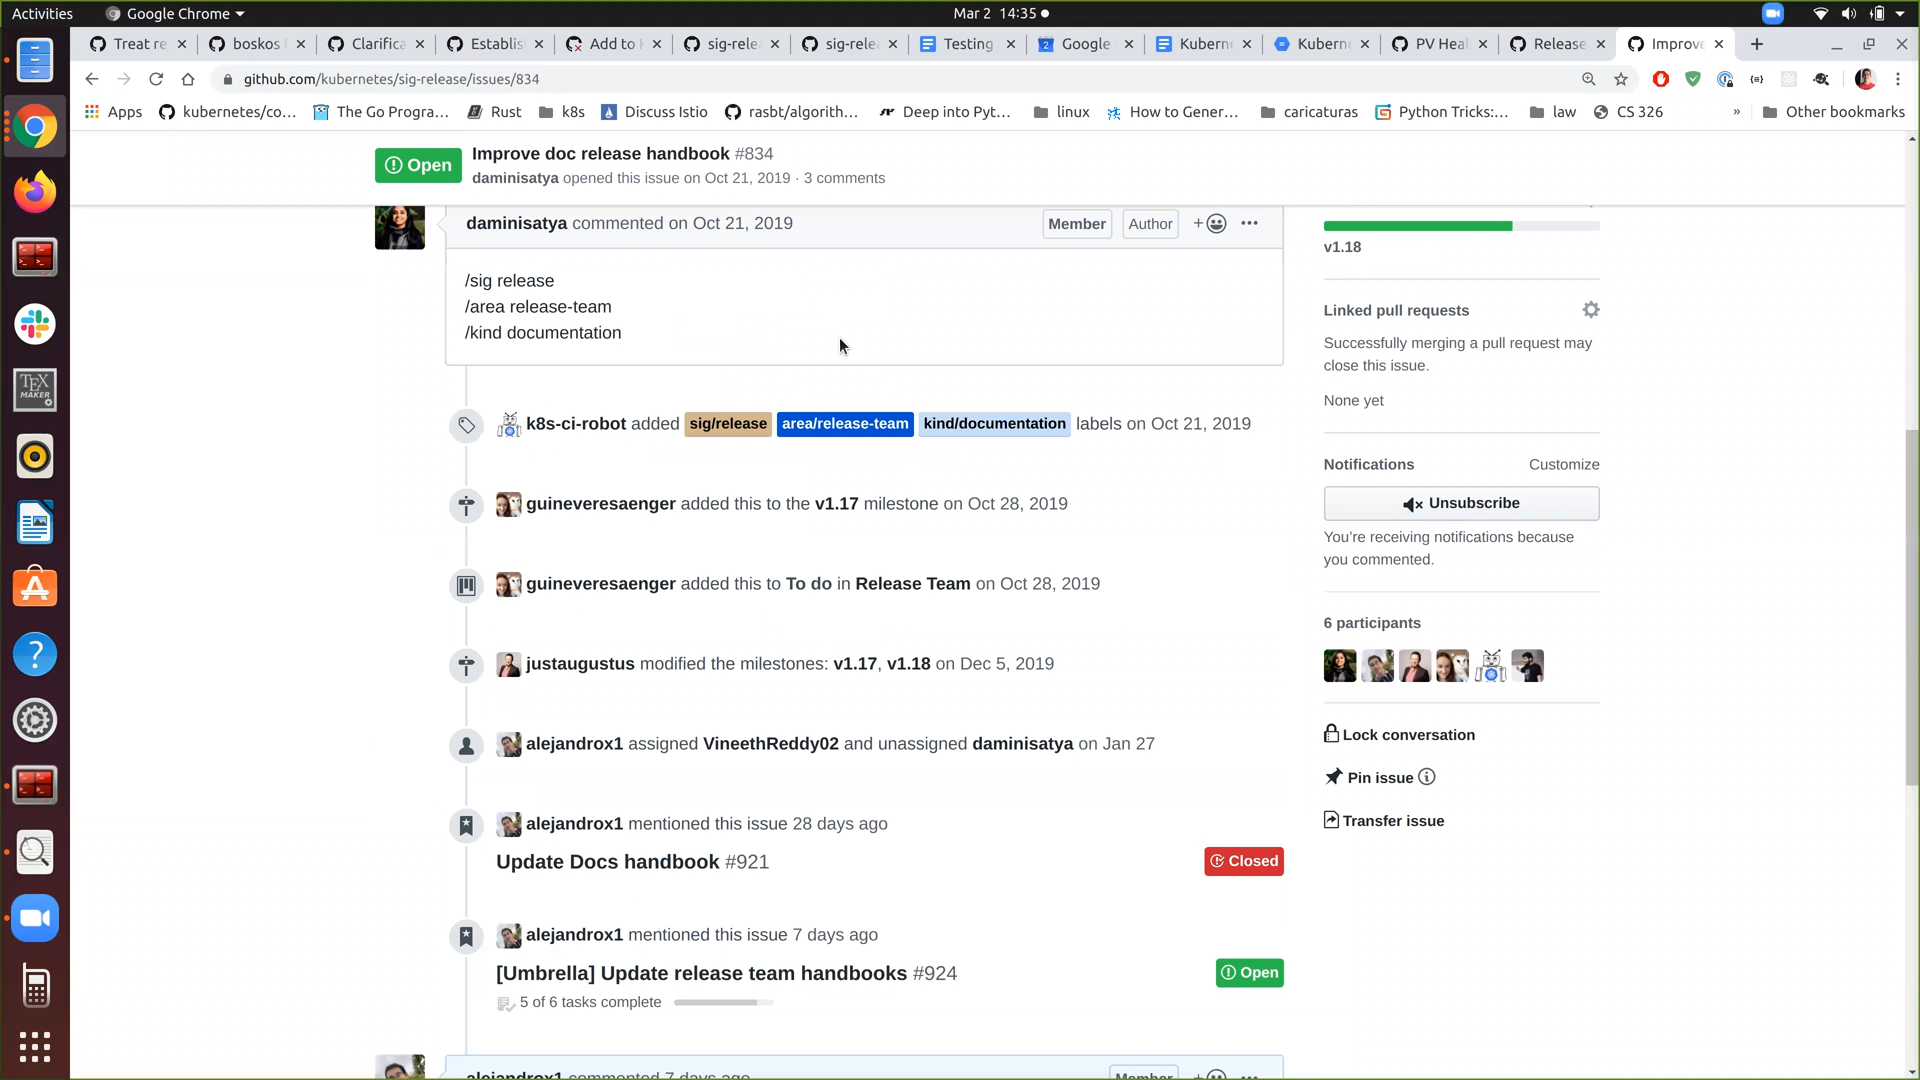 Activities Google Chrome Mar 2 14:35
Treat re boskos Clarifica Establis Add to sig-rele sig-rele Testing Google Kubern Kubern PV Heal Release Improve
github.com/kubernetes/sig-release/issues/834
Apps kubernetes/co... The Go Progra... Rust k8s Discuss Istio rasbt/algorith... Deep into Pyt... linux How to Gener... caricaturas Python Tricks:... law CS 326 » Other bookmarks
Open Improve doc release handbook #834
daminisatya opened this issue on Oct 21, 2019 · 3 comments
daminisatya commented on Oct 21, 2019 Member Author
/sig release
/area release-team
/kind documentation
k8s-ci-robot added sig/release area/release-team kind/documentation labels on Oct 21, 2019
guineveresaenger added this to the v1.17 milestone on Oct 28, 2019
guineveresaenger added this to To do in Release Team on Oct 28, 2019
justaugustus modified the milestones: v1.17, v1.18 on Dec 5, 2019
alejandrox1 assigned VineethReddy02 and unassigned daminisatya on Jan 27
alejandrox1 mentioned this issue 28 days ago
Update Docs handbook #921 Closed
alejandrox1 mentioned this issue 7 days ago
[Umbrella] Update release team handbooks #924 Open
5 of 6 tasks complete
alejandrox1 commented 7 days ago Member
v1.18
Linked pull requests
Successfully merging a pull request may
close this issue.
None yet
Notifications Customize
Unsubscribe
You're receiving notifications because
you commented.
6 participants
Lock conversation
Pin issue
Transfer issue
TEX
MAKER